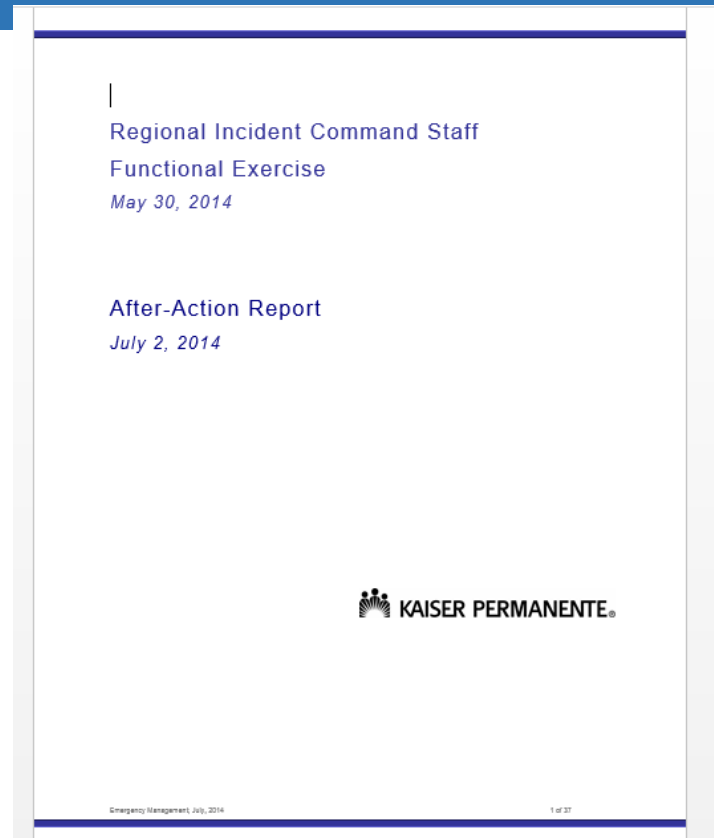 Regional Incident Command Staff
Functional Exercise
May 30, 2014
After-Action Report
July 2, 2014
KAISER PERMANENTE®
Emergency Management, July, 2014 1 of 37